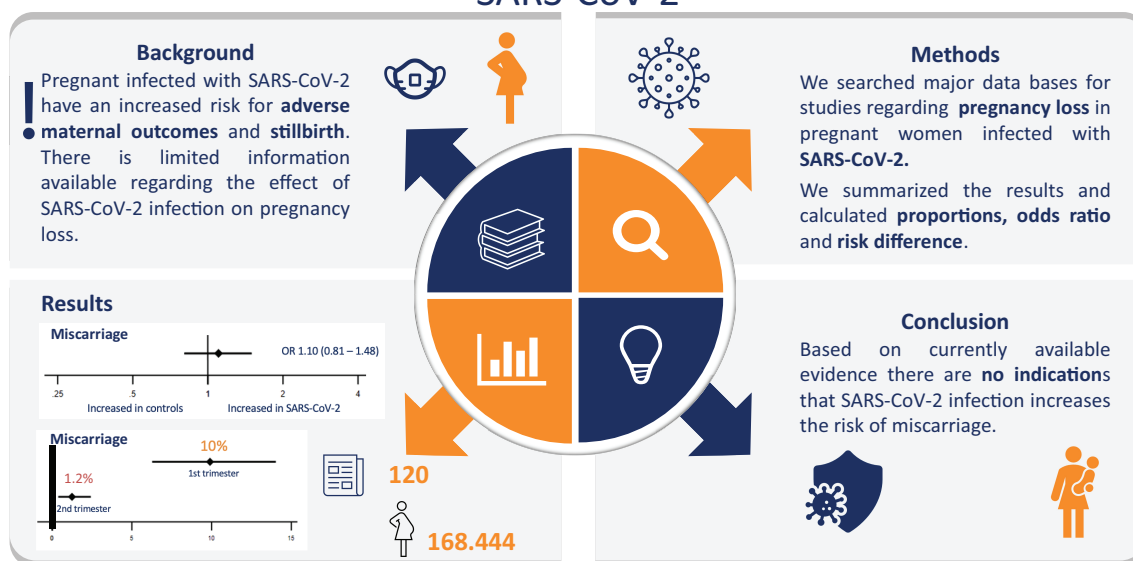 SARS-CoV-2
Background
! Pregnant infected with SARS-CoV-2
have an increased risk for adverse
maternal outcomes and stillbirth.
There is limited information
available regarding the effect of
SARS-CoV-2 infection on pregnancy
loss.
Methods
We searched major data bases for
studies regarding pregnancy loss in
pregnant women infected with
SARS-CoV-2.
We summarized the results and
calculated proportions, odds ratio
and risk difference.
Results
Miscarriage
OR 1.10 (0.81 – 1.48)
.25 .5 1 2 4
Increased in controls Increased in SARS-CoV-2
Miscarriage
10%
1st trimester
1.2%
2nd trimester
0 5 10 15
120
168.444
Conclusion
Based on currently available
evidence there are no indications
that SARS-CoV-2 infection increases
the risk of miscarriage.